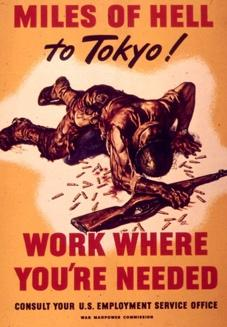 MILES OF HELL
to Tokyo!
WORK WHERE
YOU'RE NEEDED
CONSULT YOUR U.S. EMPLOYMENT SERVICE OFFICE
WAR MANPOWER COMMISSION